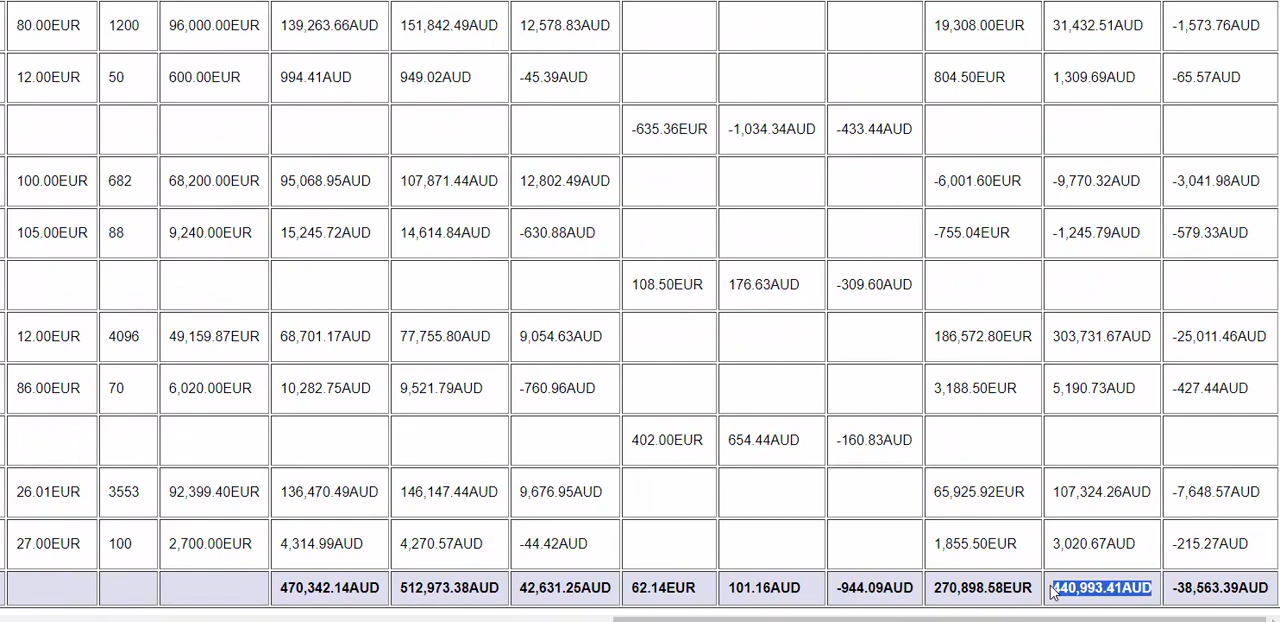 80.00EUR 1200 96,000.00EUR 139,263.66AUD 151,842.49AUD 12,578.83AUD 19,308.00EUR 31,432.51AUD -1,573.76AUD
12.00EUR 50 600.00EUR 994.41AUD 949.02AUD -45.39AUD 804.50EUR 1,309.69AUD -65.57AUD
-635.36EUR -1,034.34AUD -433.44AUD
100.00EUR 682 68,200.00EUR 95,068.95AUD 107,871.44AUD 12,802.49AUD -6,001.60EUR -9,770.32AUD -3,041.98AUD
105.00EUR 88 9,240.00EUR 15,245.72AUD 14,614.84AUD -630.88AUD -755.04EUR -1,245.79AUD -579.33AUD
108.50EUR 176.63AUD -309.60AUD
12.00EUR 4096 49,159.87EUR 68,701.17AUD 77,755.80AUD 9,054.63AUD 186,572.80EUR 303,731.67AUD -25,011.46AUD
86.00EUR 70 6,020.00EUR 10,282.75AUD 9,521.79AUD -760.96AUD 3,188.50EUR 5,190.73AUD -427.44AUD
402.00EUR 654.44AUD -160.83AUD
26.01EUR 3553 92,399.40EUR 136,470.49AUD 146,147.44AUD 9,676.95AUD 65,925.92EUR 107,324.26AUD -7,648.57AUD
27.00EUR 100 2,700.00EUR 4,314.99AUD 4,270.57AUD -44.42AUD 1,855.50EUR 3,020.67AUD -215.27AUD
470,342.14AUD 512,973.38AUD 42,631.25AUD 62.14EUR 101.16AUD -944.09AUD 270,898.58EUR 440,993.41AUD -38,563.39AUD